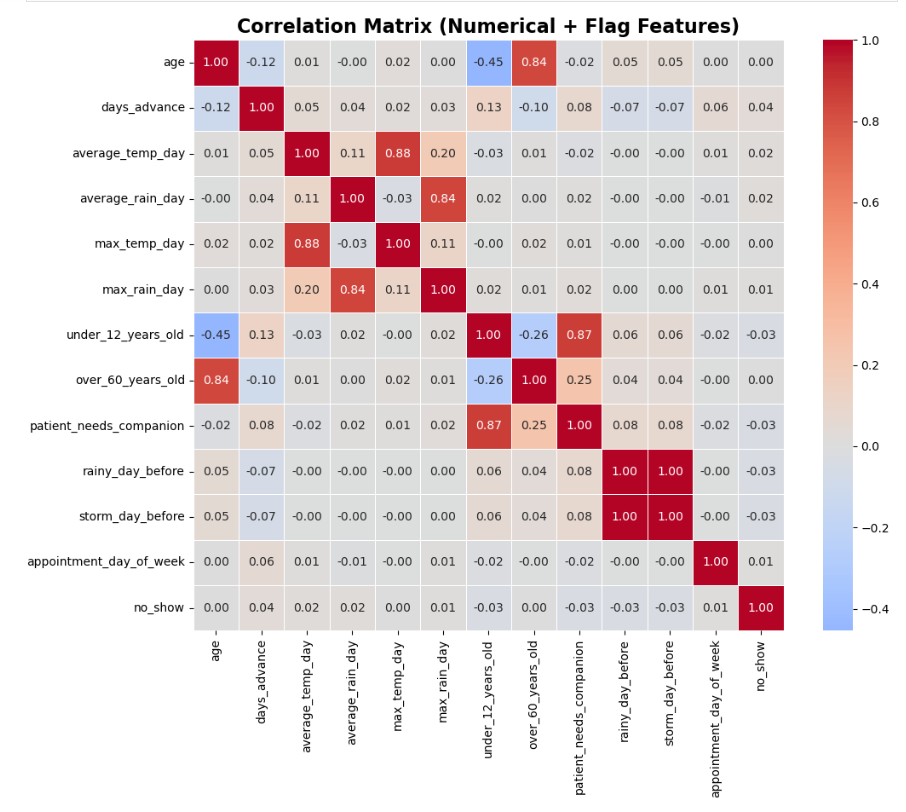 Correlation Matrix (Numerical + Flag Features)
age 1.00 -0.12 0.01 -0.00 0.02 0.00 -0.45 0.84 -0.02 0.05 0.05 0.00 0.00
days_advance -0.12 1.00 0.05 0.04 0.02 0.03 0.13 -0.10 0.08 -0.07 -0.07 0.06 0.04
average_temp_day 0.01 0.05 1.00 0.11 0.88 0.20 -0.03 0.01 -0.02 -0.00 -0.00 0.01 0.02
average_rain_day -0.00 0.04 0.11 1.00 -0.03 0.84 0.02 0.00 0.02 -0.00 -0.00 -0.01 0.02
max_temp_day 0.02 0.02 0.88 -0.03 1.00 0.11 -0.00 0.02 0.01 -0.00 -0.00 -0.00 0.00
max_rain_day 0.00 0.03 0.20 0.84 0.11 1.00 0.02 0.01 0.02 0.00 0.00 0.01 0.01
under_12_years_old -0.45 0.13 -0.03 0.02 -0.00 0.02 1.00 -0.26 0.87 0.06 0.06 -0.02 -0.03
over_60_years_old 0.84 -0.10 0.01 0.00 0.02 0.01 -0.26 1.00 0.25 0.04 0.04 -0.00 0.00
patient_needs_companion -0.02 0.08 -0.02 0.02 0.01 0.02 0.87 0.25 1.00 0.08 0.08 -0.02 -0.03
rainy_day_before 0.05 -0.07 -0.00 -0.00 -0.00 0.00 0.06 0.04 0.08 1.00 1.00 -0.00 -0.03
storm_day_before 0.05 -0.07 -0.00 -0.00 -0.00 0.00 0.06 0.04 0.08 1.00 1.00 -0.00 -0.03
appointment_day_of_week 0.00 0.06 0.01 -0.01 -0.00 0.01 -0.02 -0.00 -0.02 -0.00 -0.00 1.00 0.01
no_show 0.00 0.04 0.02 0.02 0.00 0.01 -0.03 0.00 -0.03 -0.03 -0.03 0.01 1.00
age
days_advance
average_temp_day
average_rain_day
max_temp_day
max_rain_day
under_12_years_old
over_60_years_old
patient_needs_companion
rainy_day_before
storm_day_before
appointment_day_of_week
no_show
1.0
0.8
0.6
0.4
0.2
0.0
−0.2
−0.4